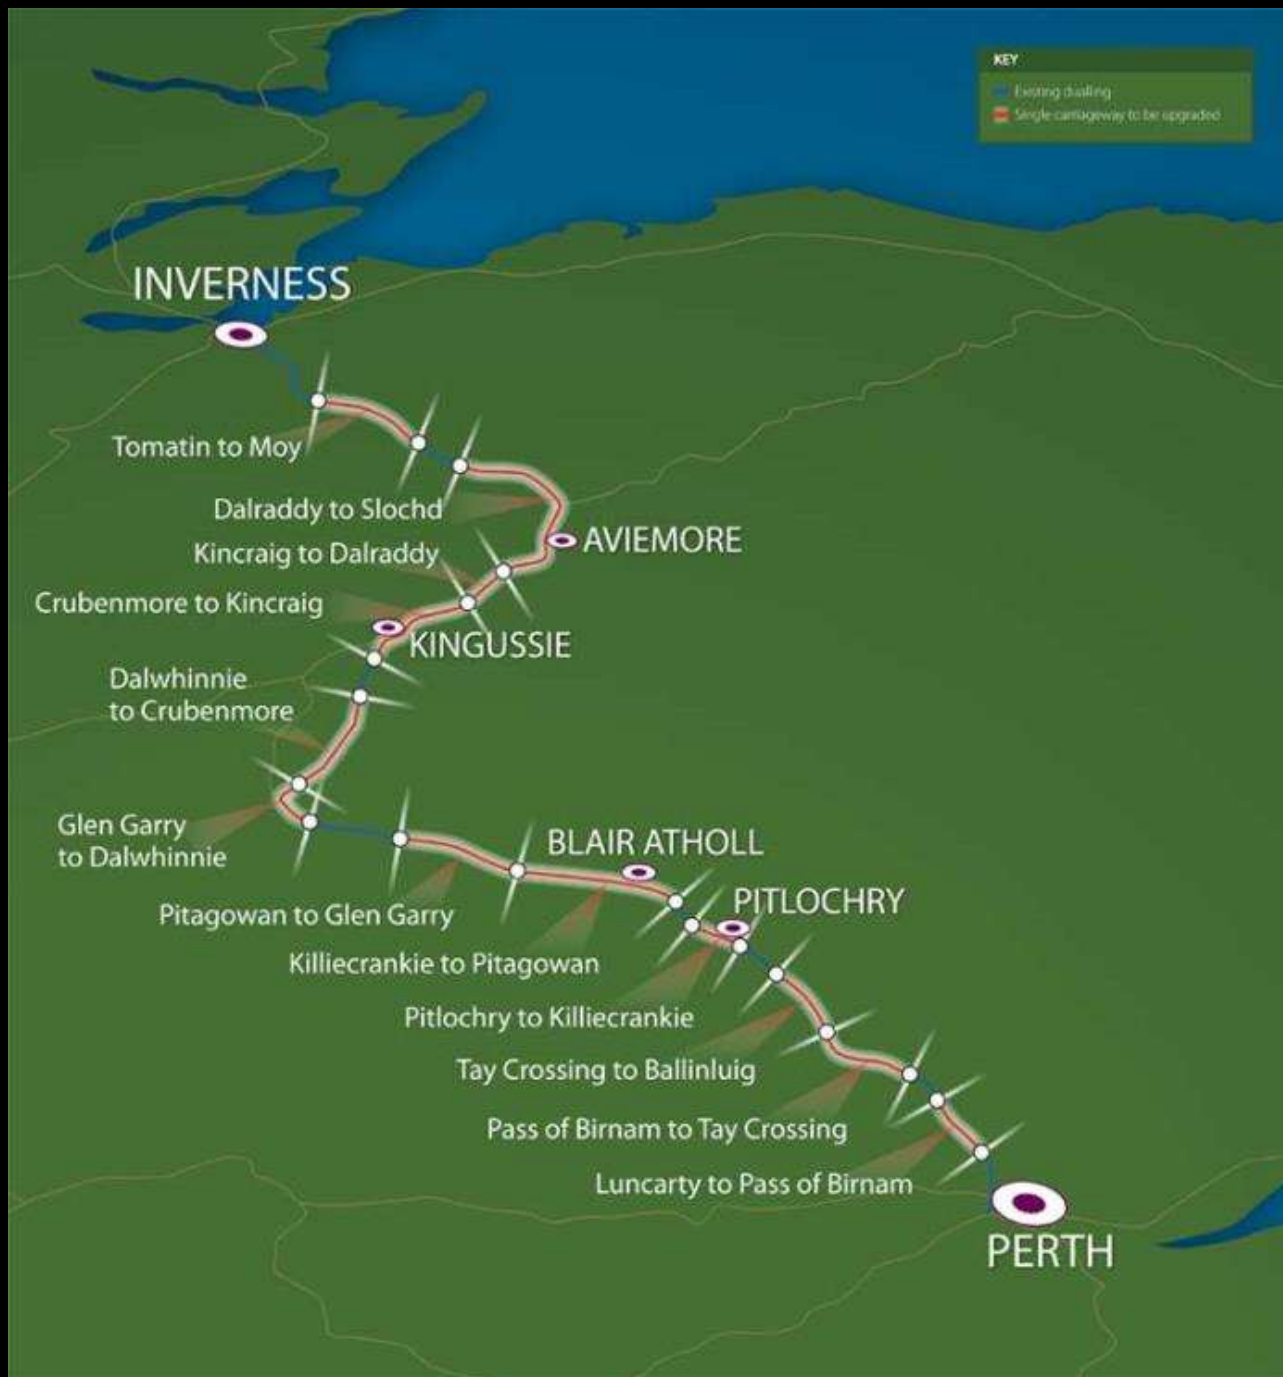 KEY
Existing dualling
Single carriageway to be upgraded
INVERNESS
Tomatin to Moy
Dalraddy to Slochd
AVIEMORE
Kincraig to Dalraddy
Crubenmore to Kincraig
KINGUSSIE
Dalwhinnie
to Crubenmore
Glen Garry
to Dalwhinnie
BLAIR ATHOLL
PITLOCHRY
Pitagowan to Glen Garry
Killiecrankie to Pitagowan
Pitlochry to Killiecrankie
Tay Crossing to Ballinluig
Pass of Birnam to Tay Crossing
Luncarty to Pass of Birnam
PERTH